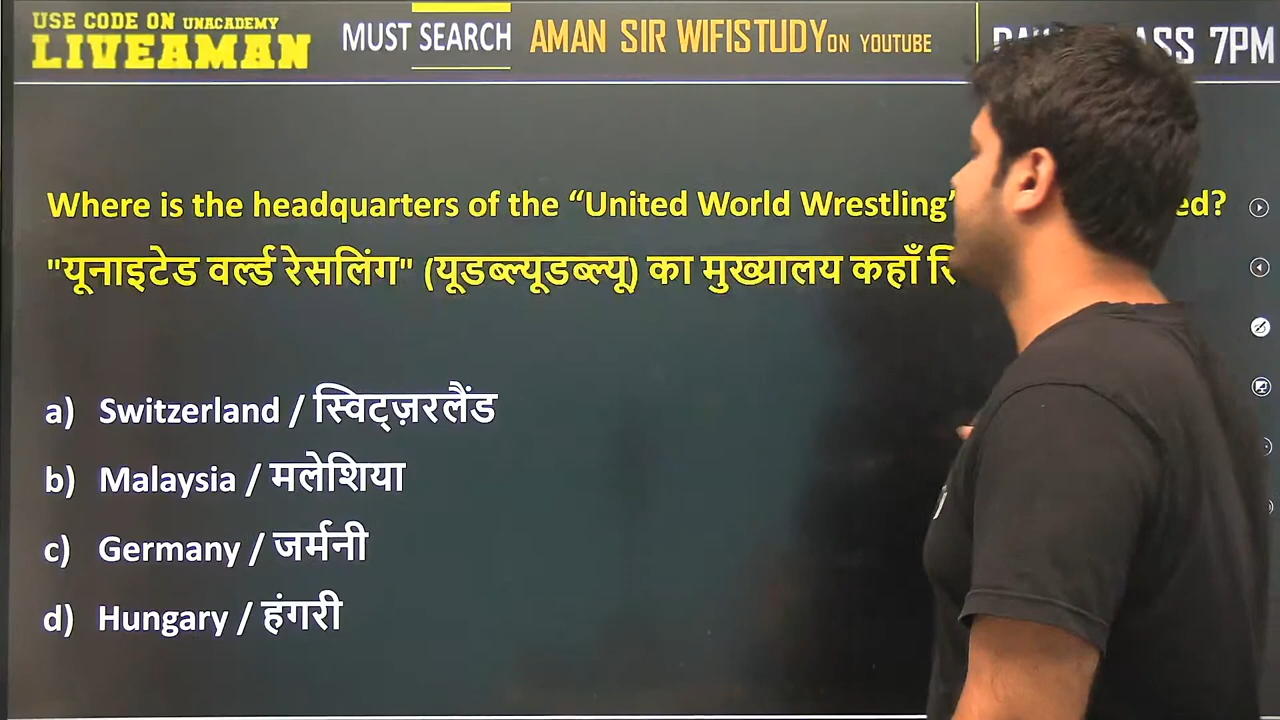 USE CODE ON UNACADEMY
LIVEAMAN
MUST SEARCH AMAN SIR WIFISTUDY ON YOUTUBE
7PM
Where is the headquarters of the “United World Wrestling”
"यूनाइटेड वर्ल्ड रेसलिंग" (यूडब्ल्यूडब्ल्यू) का मुख्यालय कहाँ
a) Switzerland / स्विट्ज़रलैंड
b) Malaysia / मलेशिया
c) Germany / जर्मनी
d) Hungary / हंगरी